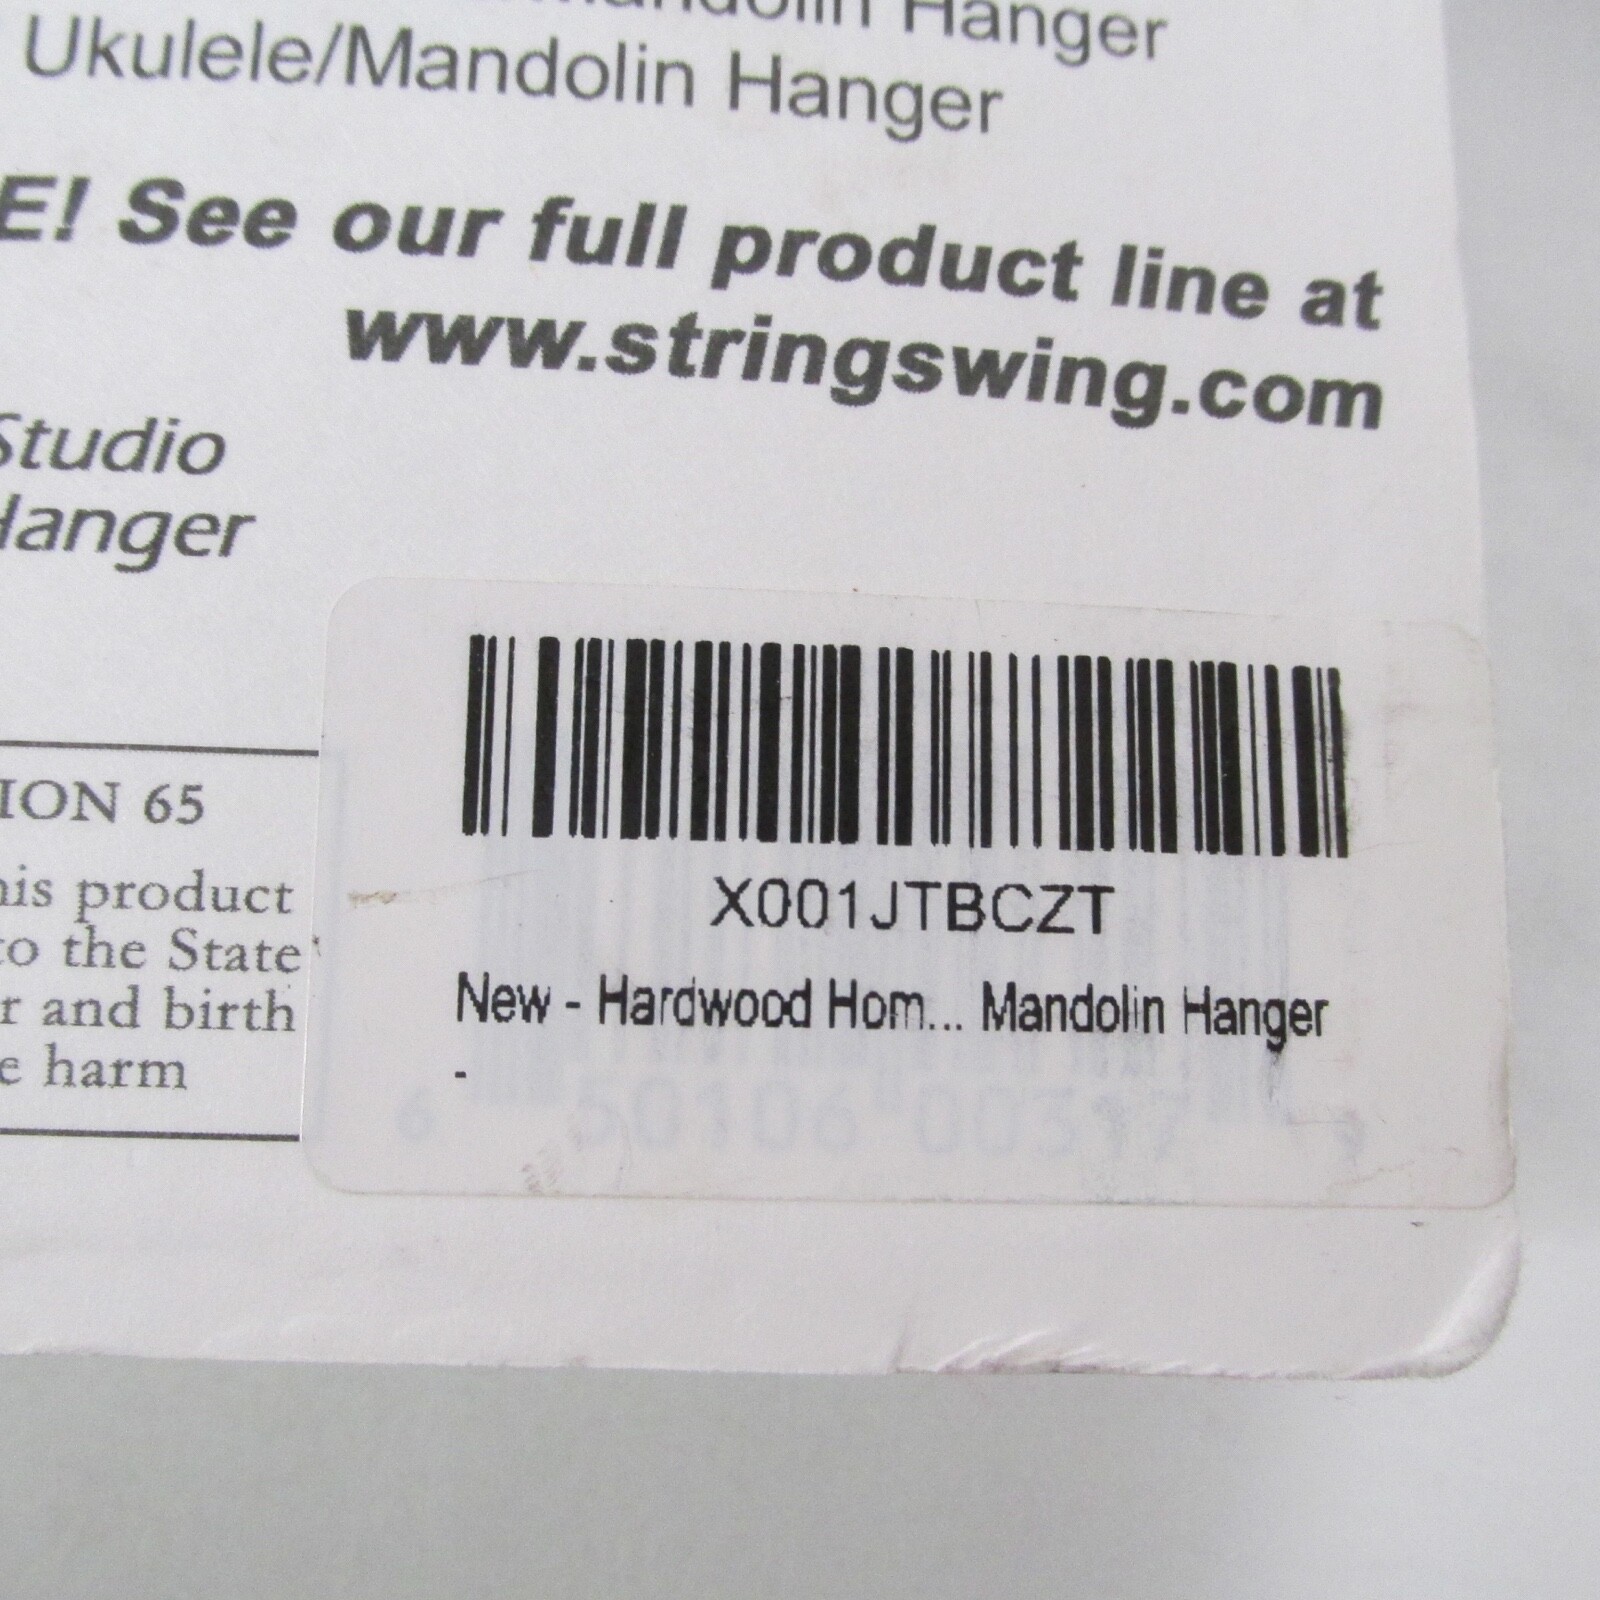 Hanger
Ukulele/Mandolin Hanger
E! See our full product line at
www.stringswing.com
Studio
Hanger
ION 65
his product
to the State
r and birth
e harm
X001JTBCZT
New - Hardwood Hom... Mandolin Hanger
-